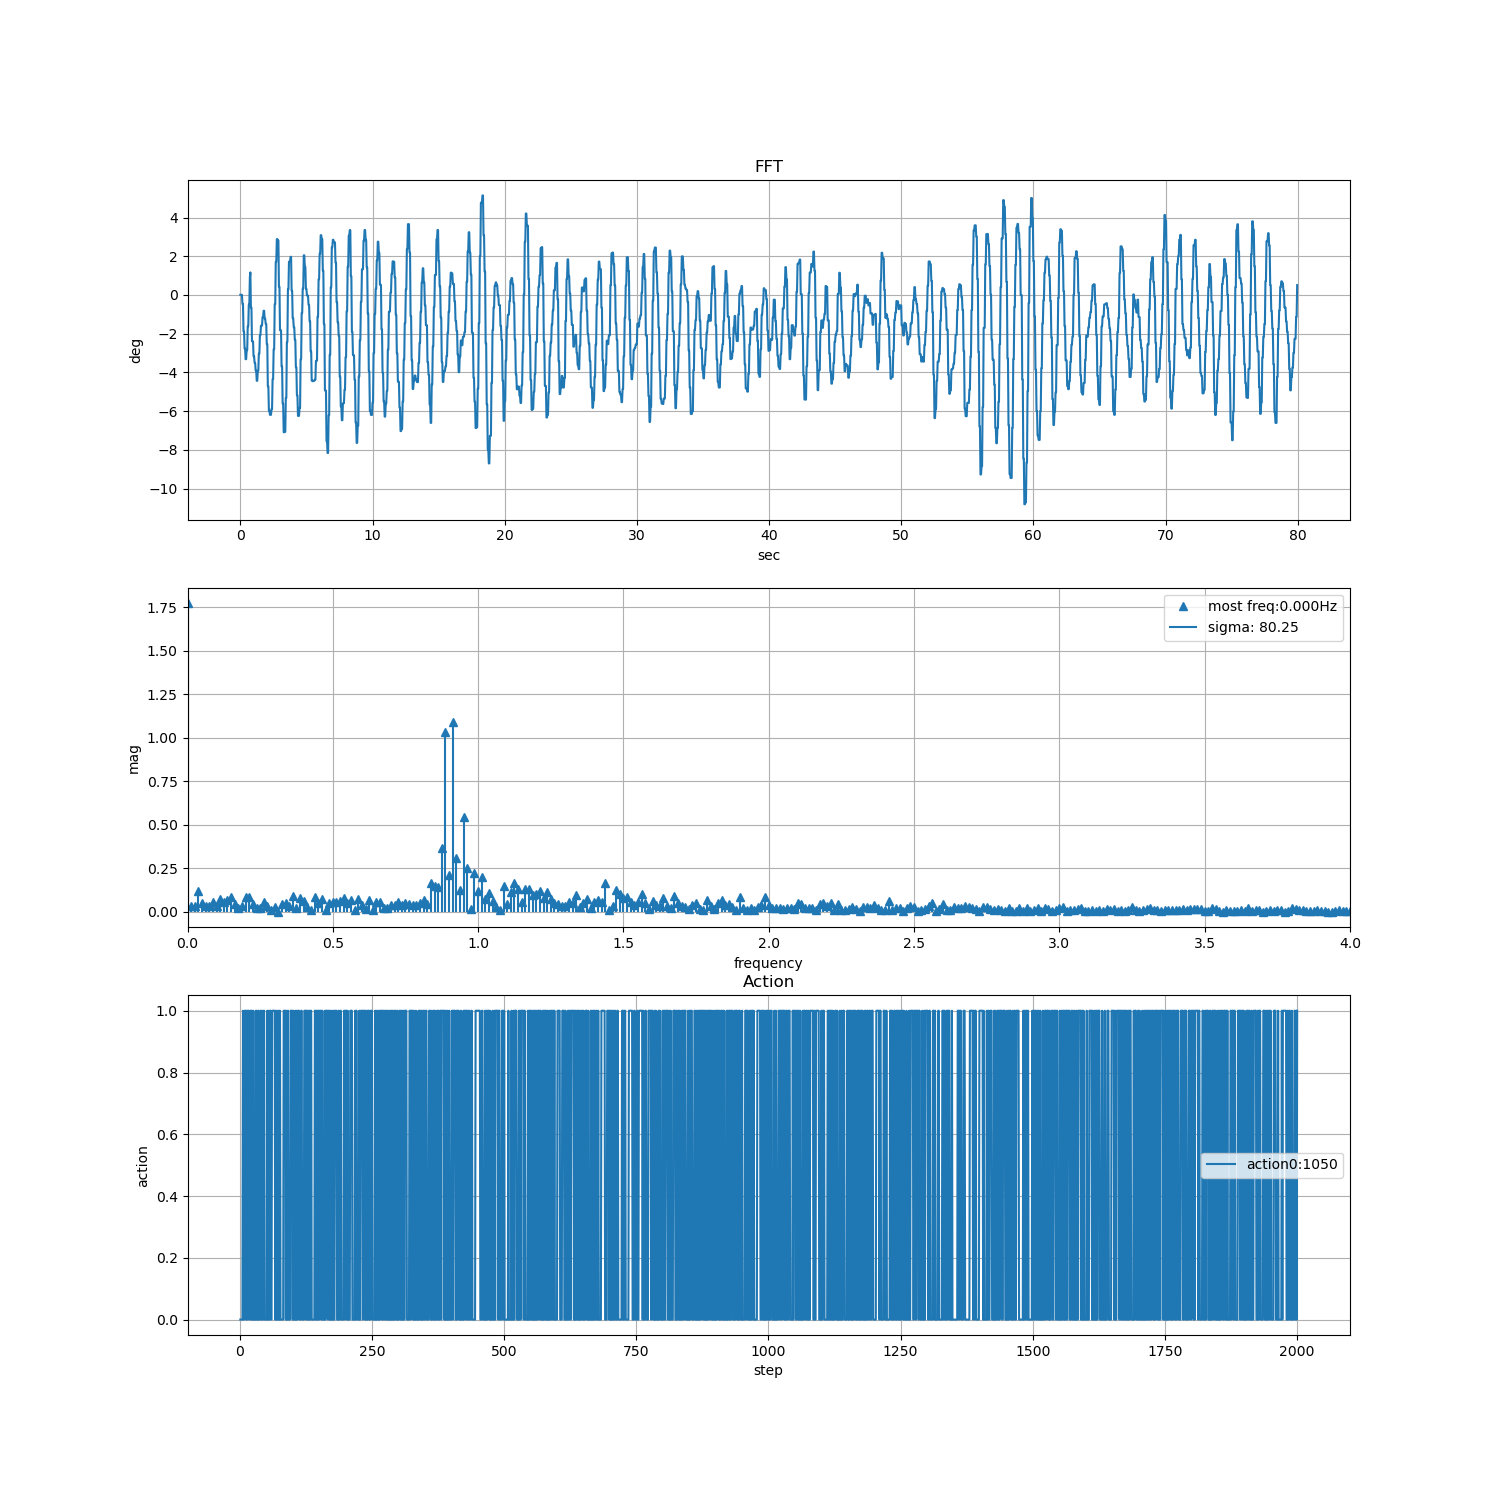 FFT
deg
4
2
0
−2
−4
−6
−8
−10
0 10 20 30 40 50 60 70 80
sec
most freq:0.000Hz
sigma: 80.25
mag
1.75
1.50
1.25
1.00
0.75
0.50
0.25
0.00
0.0 0.5 1.0 1.5 2.0 2.5 3.0 3.5 4.0
frequency
Action
action
1.0
0.8
0.6
0.4
0.2
0.0
action0:1050
0 250 500 750 1000 1250 1500 1750 2000
step